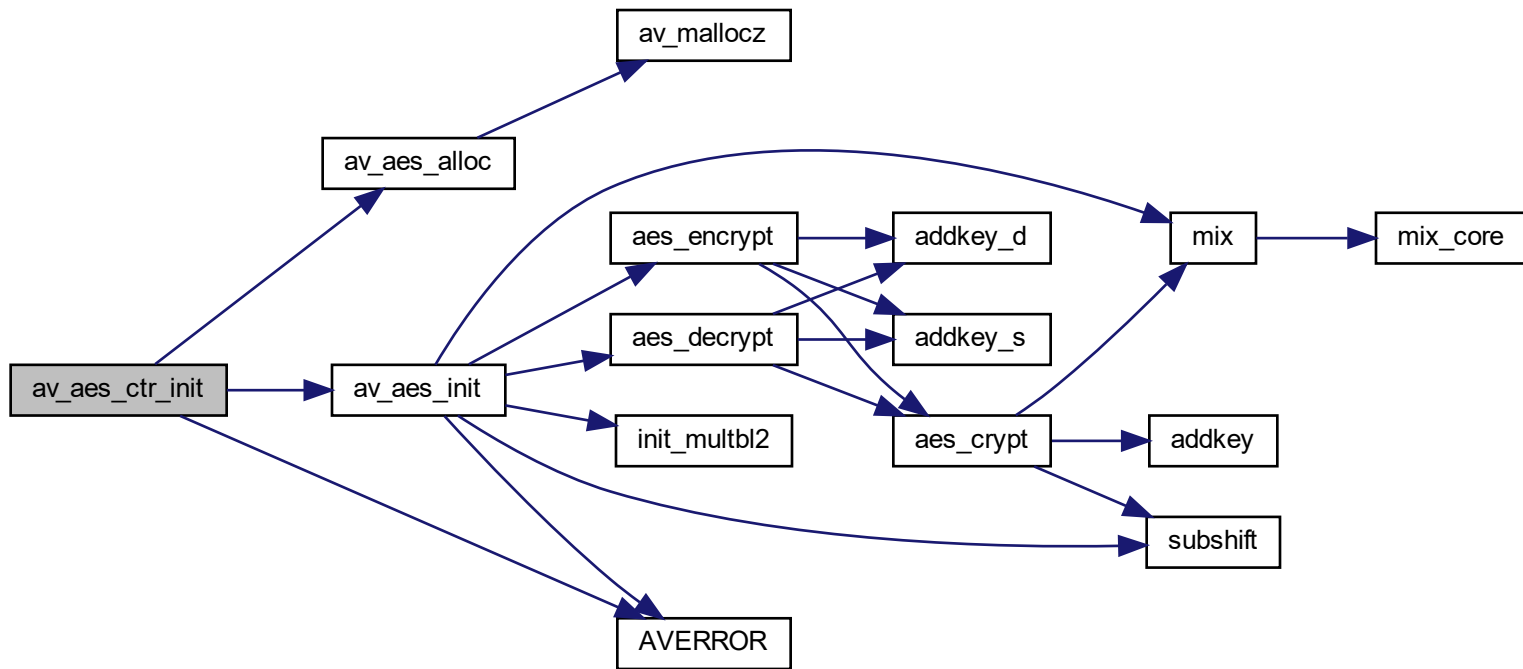 av_mallocz
av_aes_alloc
aes_encrypt
addkey_d
mix
mix_core
aes_decrypt
addkey_s
av_aes_ctr_init
av_aes_init
init_multbl2
aes_crypt
addkey
subshift
AVERROR